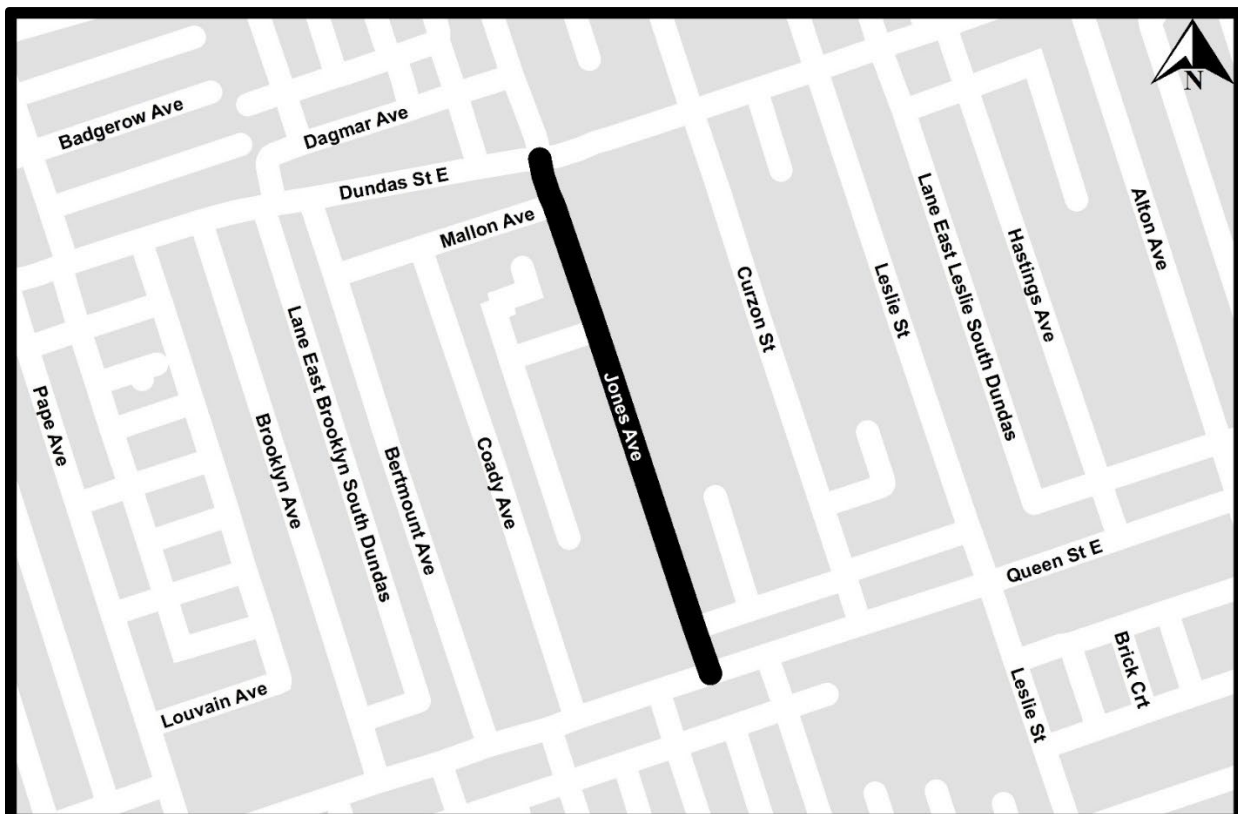 N
Badgerow Ave
Dagmar Ave
Dundas St E
Mallon Ave
Pape Ave
Brooklyn Ave
Lane East Brooklyn South Dundas
Bertmount Ave
Coady Ave
Jones Ave
Curzon St
Leslie St
Lane East Leslie South Dundas
Hastings Ave
Alton Ave
Queen St E
Louvain Ave
Leslie St
Brick Crt